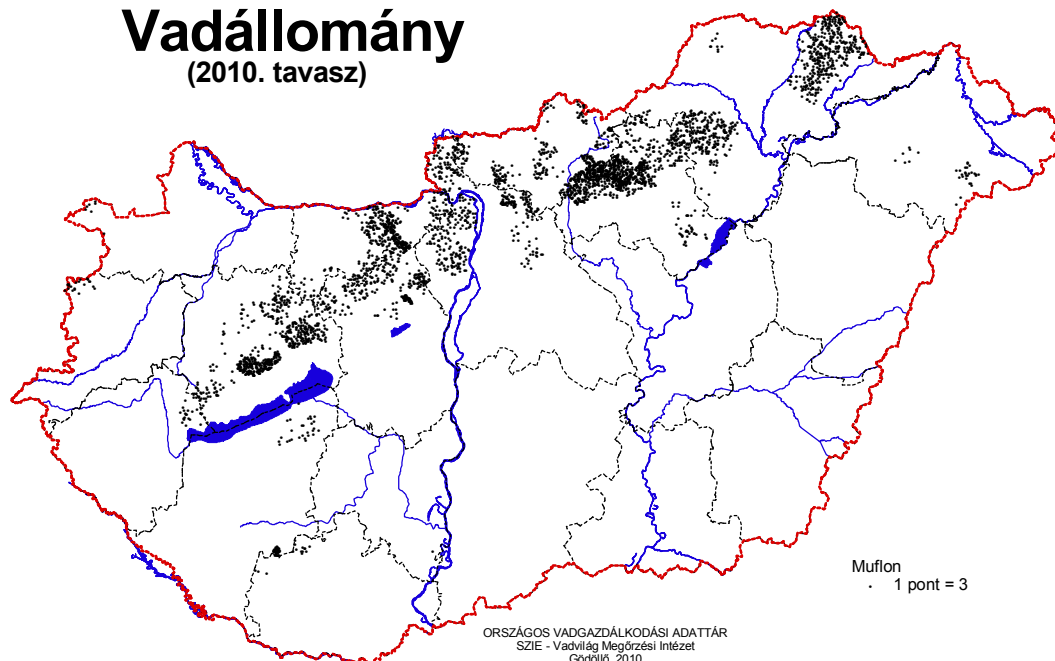 Vadállomány
(2010. tavasz)
Muflon
1 pont = 3
ORSZÁGOS VADGAZDÁLKODÁSI ADATTÁR
SZIE - Vadvilág Megőrzési Intézet
Gödöllő, 2010